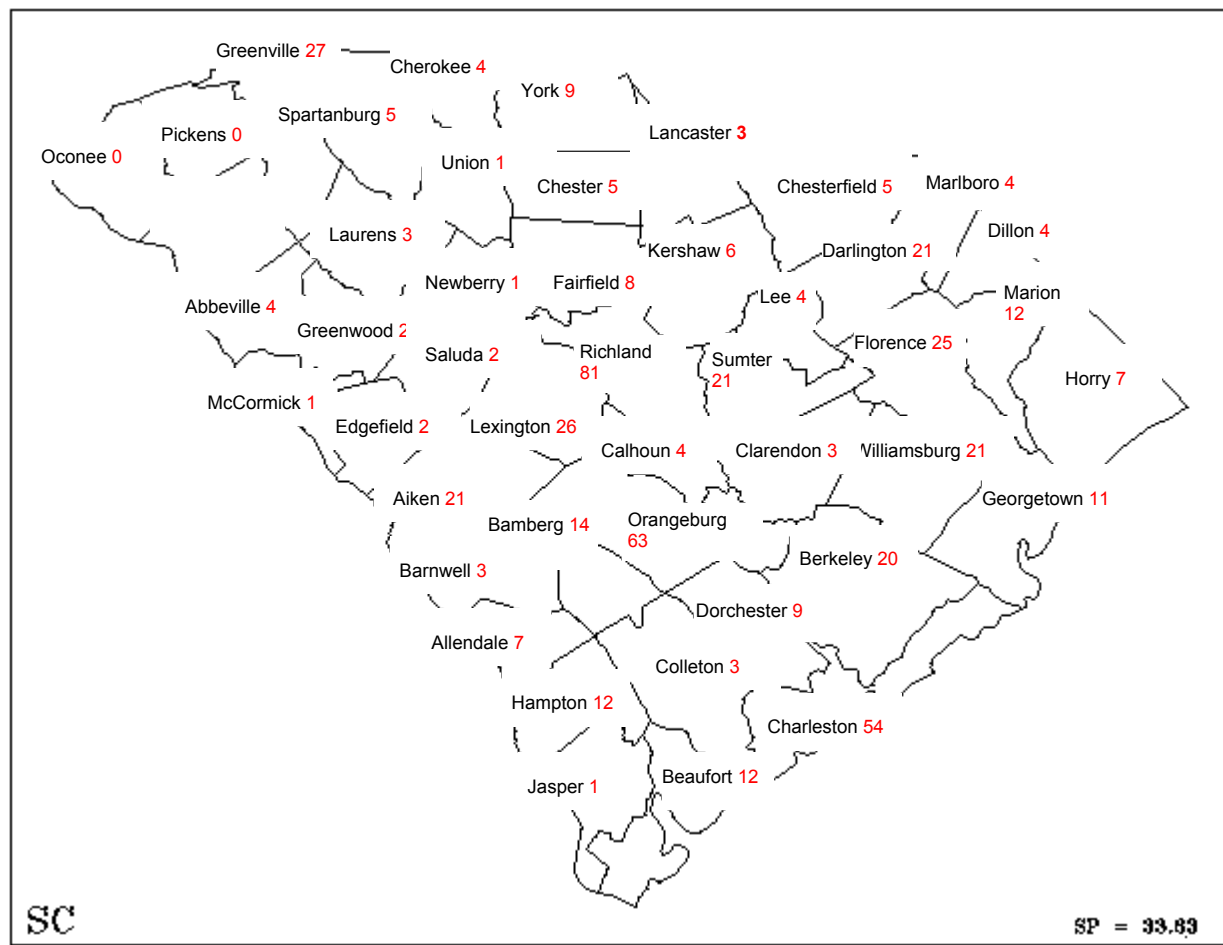 Greenville 27
Cherokee 4
York 9
Spartanburg 5
Pickens 0
Lancaster 3
Oconee 0
Union 1
Chester 5
Chesterfield 5
Marlboro 4
Laurens 3
Dillon 4
Kershaw 6
Darlington 21
Newberry 1
Fairfield 8
Lee 4
Marion
12
Abbeville 4
Greenwood 2
Saluda 2
Richland
81
Sumter
21
Florence 25
Horry 7
McCormick 1
Edgefield 2
Lexington 26
Calhoun 4
Clarendon 3
Williamsburg 21
Aiken 21
Georgetown 11
Bamberg 14
Orangeburg
63
Berkeley 20
Barnwell 3
Dorchester 9
Allendale 7
Colleton 3
Hampton 12
Charleston 54
Jasper 1
Beaufort 12
SC
SP = 33.83